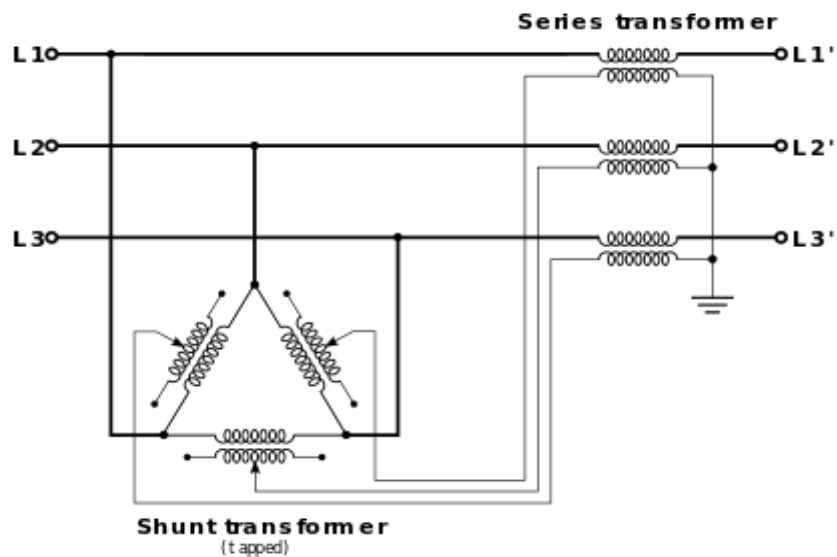 Series transformer
L1 L1'
L2 L2'
L3 L3'
Shunt transformer
(tapped)